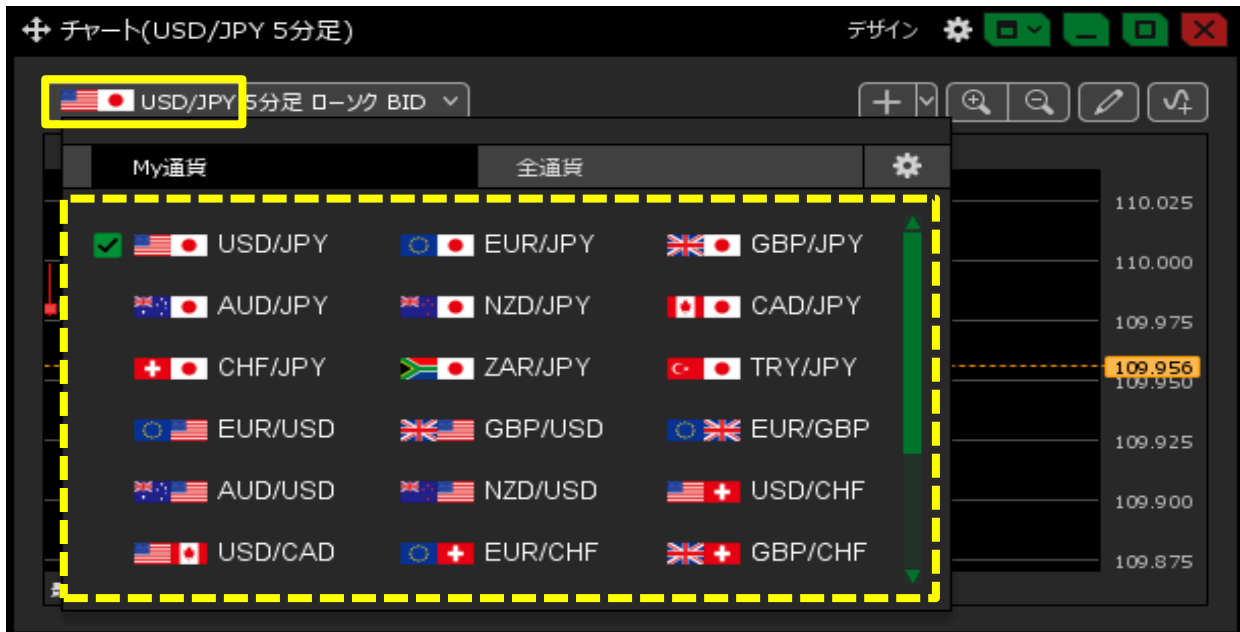 チャート(USD/JPY 5分足) デザイン
USD/JPY 5分足 ローソク BID
My通貨 全通貨
110.025
USD/JPY EUR/JPY GBP/JPY
110.000
AUD/JPY NZD/JPY CAD/JPY
109.975
CHF/JPY ZAR/JPY TRY/JPY
109.956
109.950
EUR/USD GBP/USD EUR/GBP
109.925
AUD/USD NZD/USD USD/CHF
109.900
USD/CAD EUR/CHF GBP/CHF
109.875